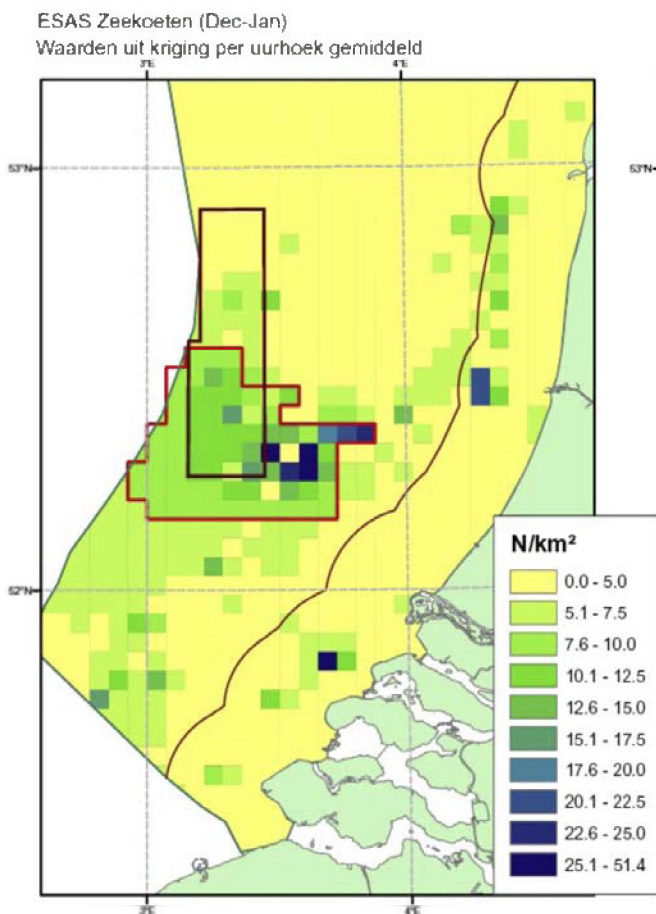 ESAS Zeekoeten (Dec-Jan)
Waarden uit kriging per uurhoek gemiddeld
3°E
4°E
53°N
53°N
52°N
N/km²
0.0 - 5.0
5.1 - 7.5
7.6 - 10.0
10.1 - 12.5
12.6 - 15.0
15.1 - 17.5
17.6 - 20.0
20.1 - 22.5
22.6 - 25.0
25.1 - 51.4
3°E
4°E